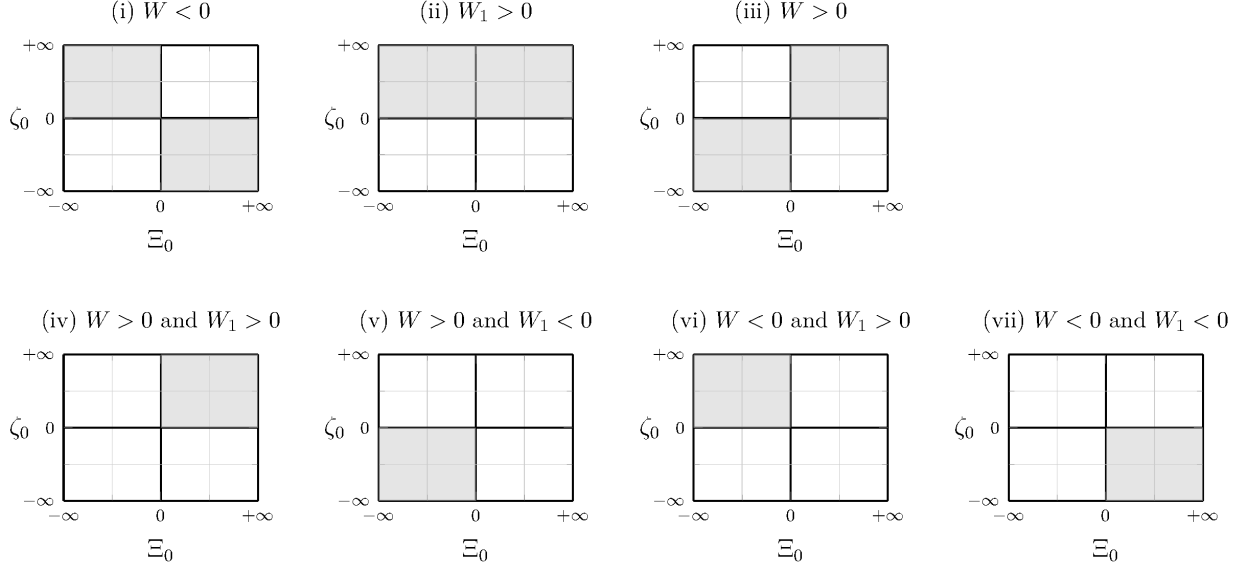 (i) W < 0 (ii) W₁ > 0 (iii) W > 0
+∞ +∞ +∞
ζ₀ 0 ζ₀ 0 ζ₀ 0
−∞ −∞ −∞
−∞ 0 +∞ −∞ 0 +∞ −∞ 0 +∞
Ξ₀ Ξ₀ Ξ₀
(iv) W > 0 and W₁ > 0 (v) W > 0 and W₁ < 0 (vi) W < 0 and W₁ > 0 (vii) W < 0 and W₁ < 0
+∞ +∞ +∞ +∞
ζ₀ 0 ζ₀ 0 ζ₀ 0 ζ₀ 0
−∞ −∞ −∞ −∞
−∞ 0 +∞ −∞ 0 +∞ −∞ 0 +∞ −∞ 0 +∞
Ξ₀ Ξ₀ Ξ₀ Ξ₀